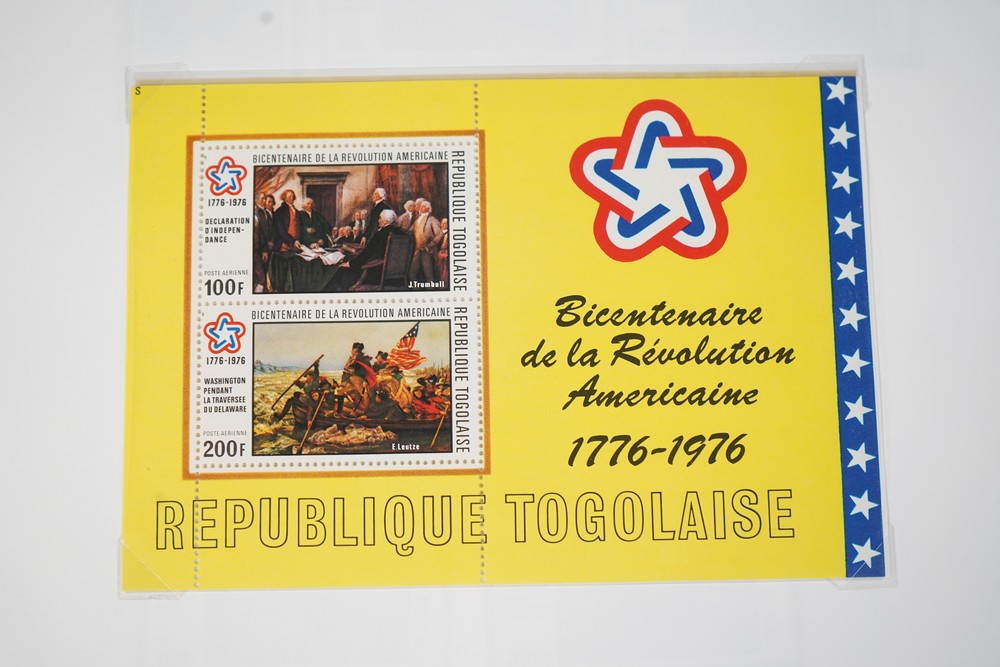 S
BICENTENAIRE DE LA REVOLUTION AMERICAINE
REPUBLIQUE TOGOLAISE
1776-1976
DECLARATION
D'INDEPEN-
DANCE
POSTE AERIENNE
100F
J.Trumbull
BICENTENAIRE DE LA REVOLUTION AMERICAINE
REPUBLIQUE TOGOLAISE
1776-1976
WASHINGTON
PENDANT
LA TRAVERSEE
DU DELAWARE
POSTE AERIENNE
200F
E.Leutze
Bicentenaire
de la Révolution
Americaine
1776-1976
REPUBLIQUE TOGOLAISE